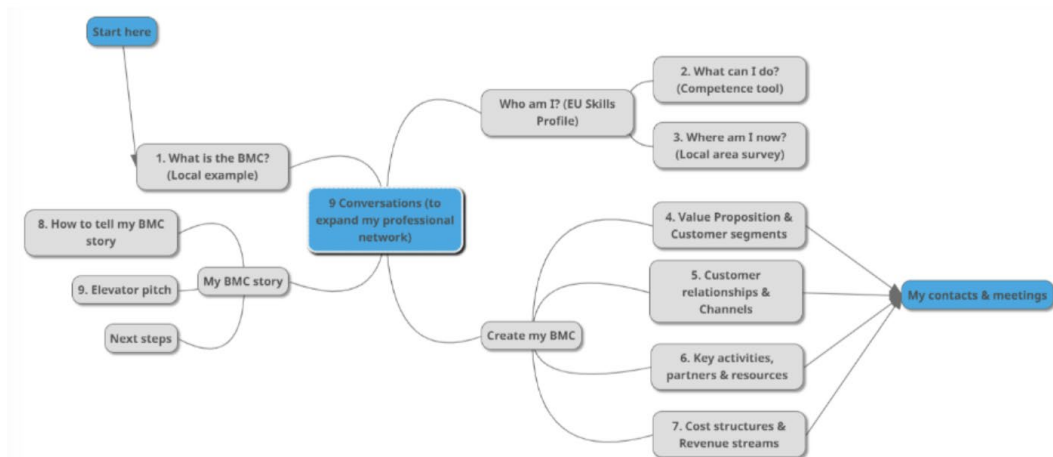 Start here
1. What is the BMC?
(Local example)
9 Conversations (to
expand my professional
network)
Who am I? (EU Skills
Profile)
2. What can I do?
(Competence tool)
3. Where am I now?
(Local area survey)
Create my BMC
4. Value Proposition &
Customer segments
5. Customer
relationships &
Channels
6. Key activities,
partners & resources
7. Cost structures &
Revenue streams
My contacts & meetings
My BMC story
8. How to tell my BMC
story
9. Elevator pitch
Next steps